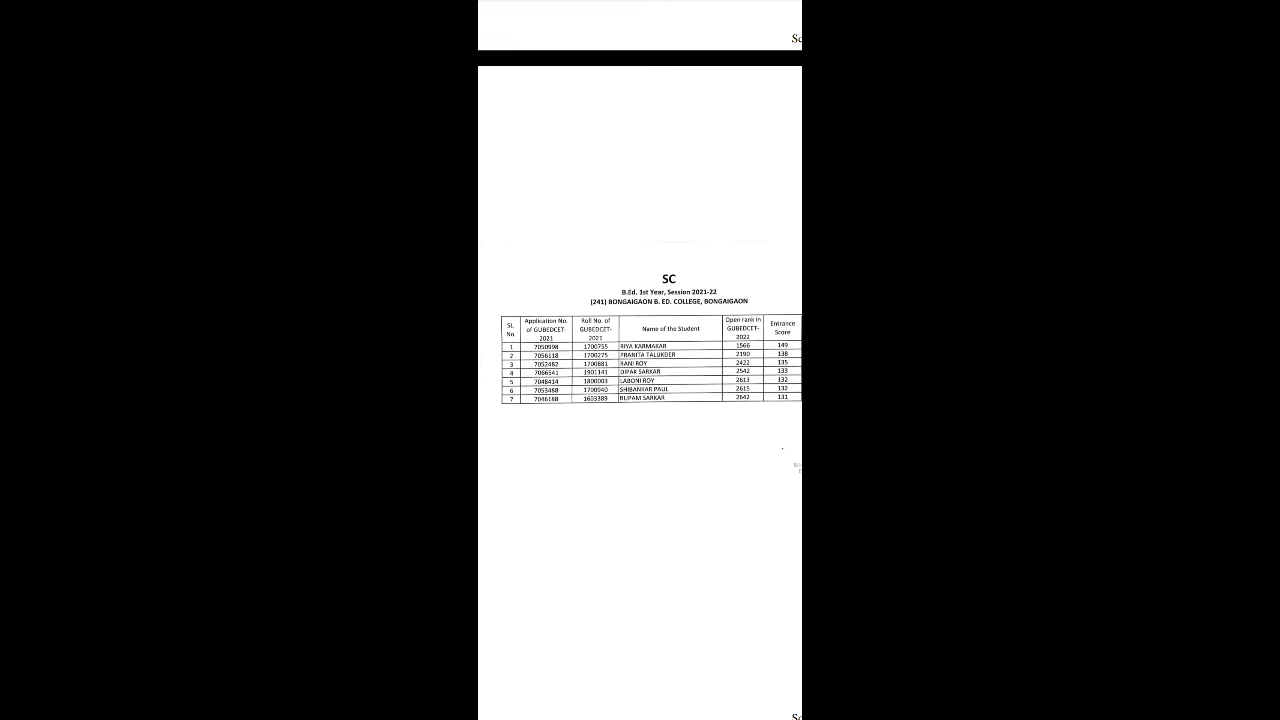 Sc
SC
B.Ed. 1st Year, Session 2021-22
(241) BONGAIGAON B. ED. COLLEGE, BONGAIGAON
SL No Application No. of GUBEDCET-2021 Roll No. of GUBEDCET-2021 Name of the Student Open rank in GUBEDCET-2022 Entrance Score
1 7050998 1700755 RIYA KARMAKAR 1566 149
2 7056118 1700275 PRANITA TALUKDER 2190 138
3 7052482 1700881 RANI ROY 2422 135
4 7066541 1901141 DIPAK SARKAR 2542 133
5 7048414 1800003 LABONI ROY 2613 132
6 7053488 1700940 SHIBANKAR PAUL 2615 132
7 7046188 1603389 RUPAM SARKAR 2642 131
Sc